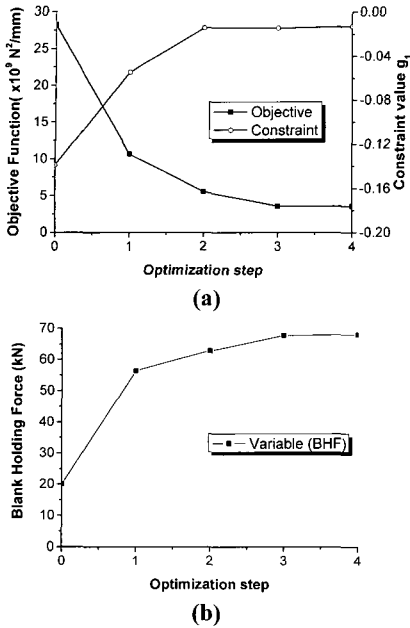 Objective Function( x10⁹ N²/mm)
30
25
20
15
10
5
0
Objective
Constraint
-0.00
-0.04
-0.08
-0.12
-0.16
-0.20
Constraint value g₁
0 1 2 3 4
Optimization step
(a)
Blank Holding Force (kN)
70
60
50
40
30
20
10
0
Variable (BHF)
0 1 2 3 4
Optimization step
(b)